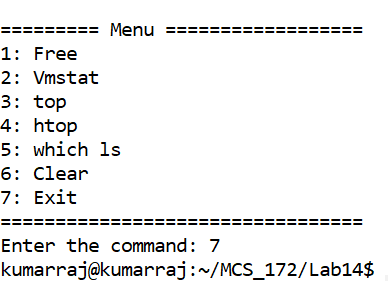 ========= Menu ==================
1: Free
2: Vmstat
3: top
4: htop
5: which ls
6: Clear
7: Exit
=================================
Enter the command: 7
kumarraj@kumarraj:~/MCS_172/Lab14$